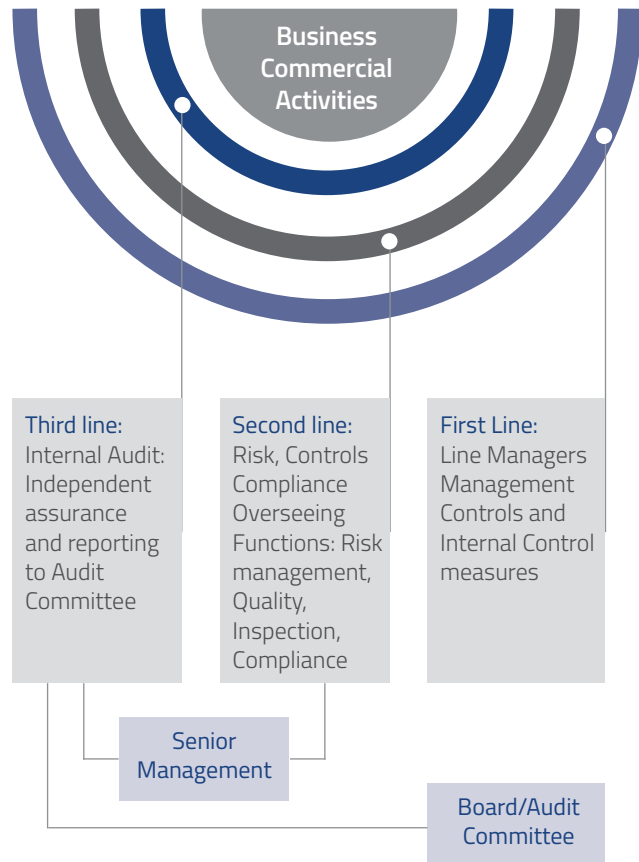 Business
Commercial
Activities
Third line:
Internal Audit:
Independent
assurance
and reporting
to Audit
Committee
Second line:
Risk, Controls
Compliance
Overseeing
Functions: Risk
management,
Quality,
Inspection,
Compliance
First Line:
Line Managers
Management
Controls and
Internal Control
measures
Senior
Management
Board/Audit
Committee